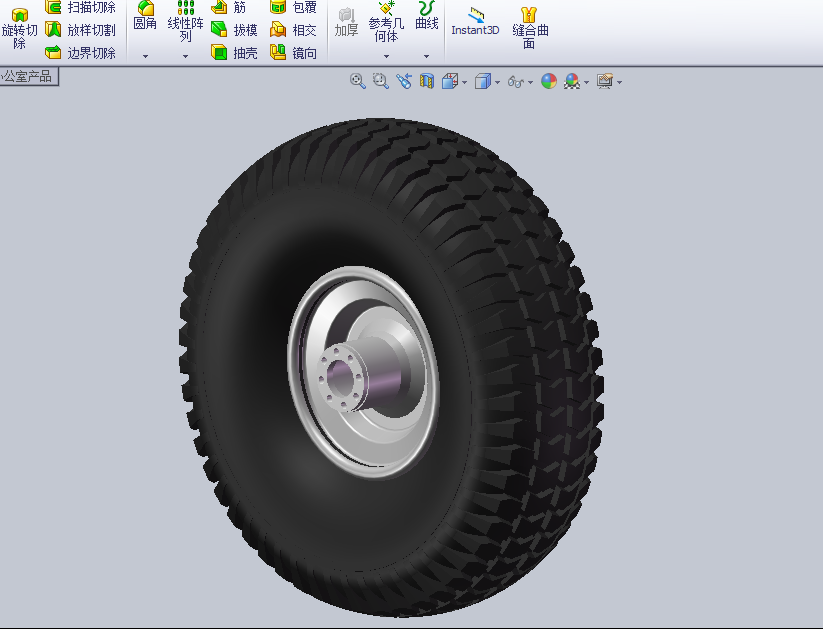 扫描切除
放样切割
边界切除
旋转切
除
圆角
线性阵
列
筋
拔模
抽壳
包覆
相交
镜向
加厚
参考几
何体
曲线
Instant3D
缝合曲
面
公室产品